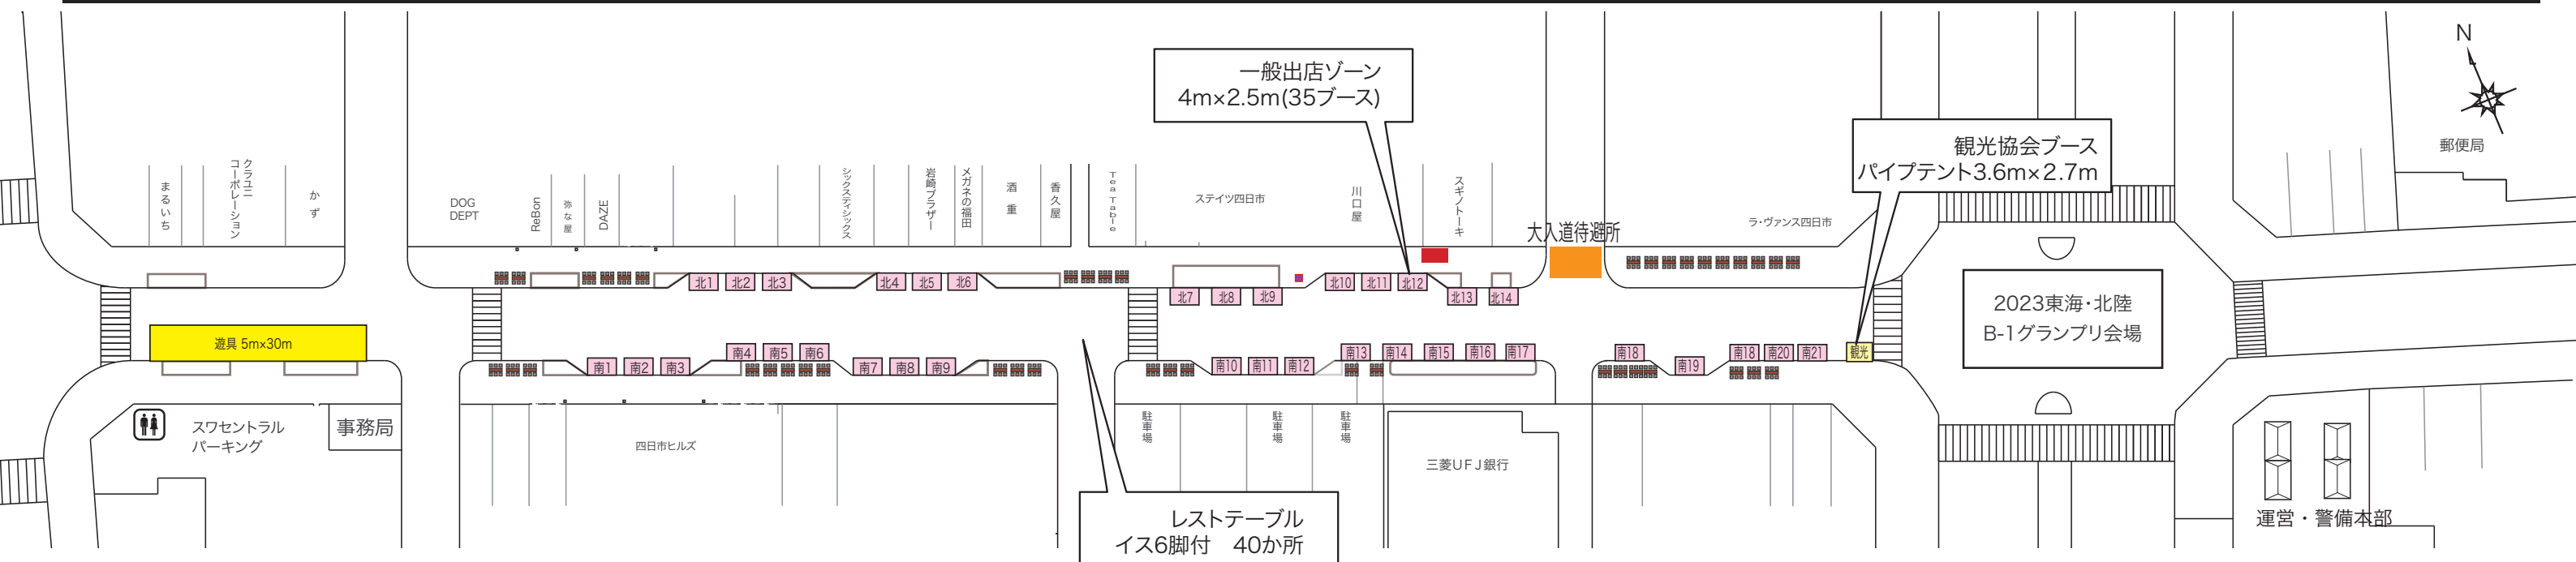 一般出店ゾーン
4m×2.5m(35ブース)
観光協会ブース
パイプテント3.6m×2.7m
N
郵便局
まるいち
クラユニ
コーポレーション
かず
DOG
DEPT
ReBon
弥な屋
DAZE
シックスティシックス
岩崎ブラザー
メガネの福田
酒重
香久屋
Tea Table
ステイツ四日市
川口屋
スギノトーキ
大入道待避所
ラ・ヴァンス四日市
北1
北2
北3
北4
北5
北6
北7
北8
北9
北10
北11
北12
北13
北14
2023東海・北陸
B-1グランプリ会場
遊具 5m×30m
南1
南2
南3
南4
南5
南6
南7
南8
南9
南10
南11
南12
南13
南14
南15
南16
南17
南18
南19
南18
南20
南21
観光
スワセントラル
パーキング
事務局
四日市ヒルズ
駐車場
駐車場
駐車場
三菱UFJ銀行
レストテーブル
イス6脚付　40か所
運営・警備本部